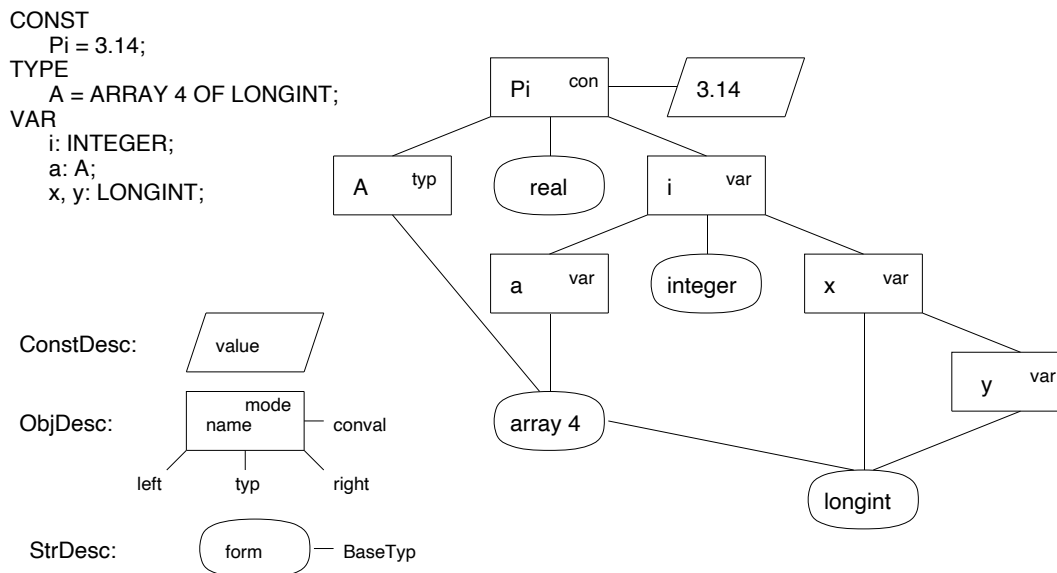 CONST
Pi = 3.14;
TYPE
A = ARRAY 4 OF LONGINT;
VAR
i: INTEGER;
a: A;
x, y: LONGINT;
Pi con
3.14
A typ
real
i var
a var
integer
x var
y var
array 4
longint
ConstDesc: value
ObjDesc: name mode conval
left typ right
StrDesc: form BaseTyp